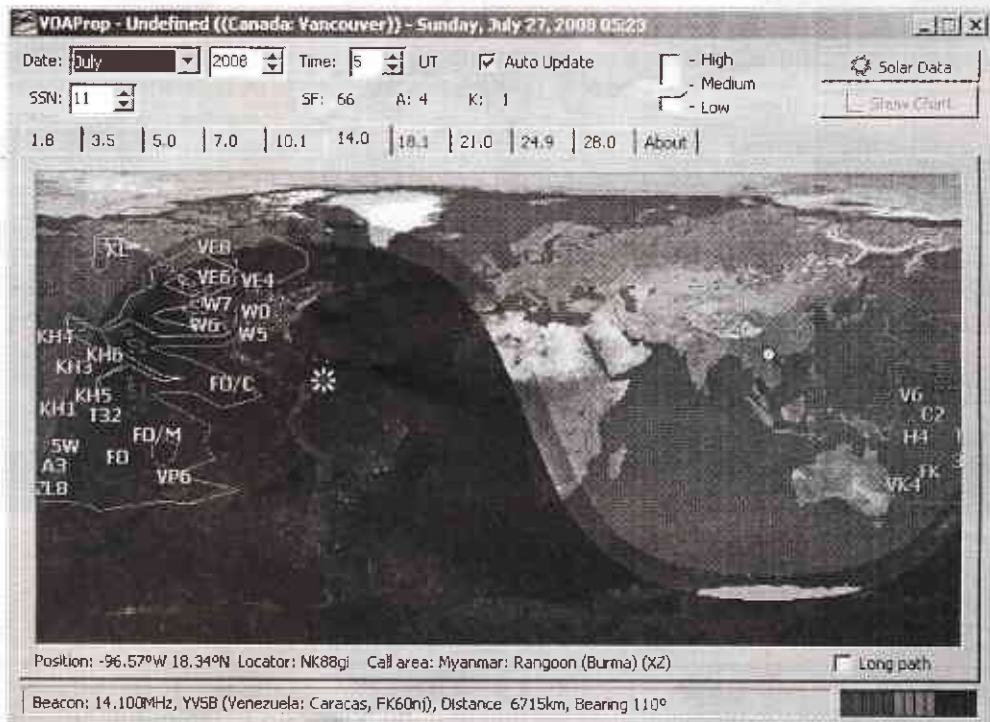 VOAProp - Undefined ((Canada: Vancouver)) - Sunday, July 27, 2008 05:23
Date: July 2008 Time: 5 UT Auto Update
- High
- Medium
- Low
Solar Data
SSN: 11 SF: 66 A: 4 K: 1
Show Chart
1.8 3.5 5.0 7.0 10.1 14.0 18.1 21.0 24.9 28.0 About
XL VE8
VE6 VE4
W7 W0
W6 W5
KH4
KH6
KH3
FO/C
KH5
KH1 T32
V6
C2
FO/M
H4
5W
FO
A3
VP6
FK
ZL8
VK4
Position: -96.57ºW 18.34ºN Locator: NK88gi Call area: Myanmar: Rangoon (Burma) (XZ)
Long path
Beacon: 14.100MHz, YV5B (Venezuela: Caracas, FK60nj), Distance 6715km, Bearing 110º